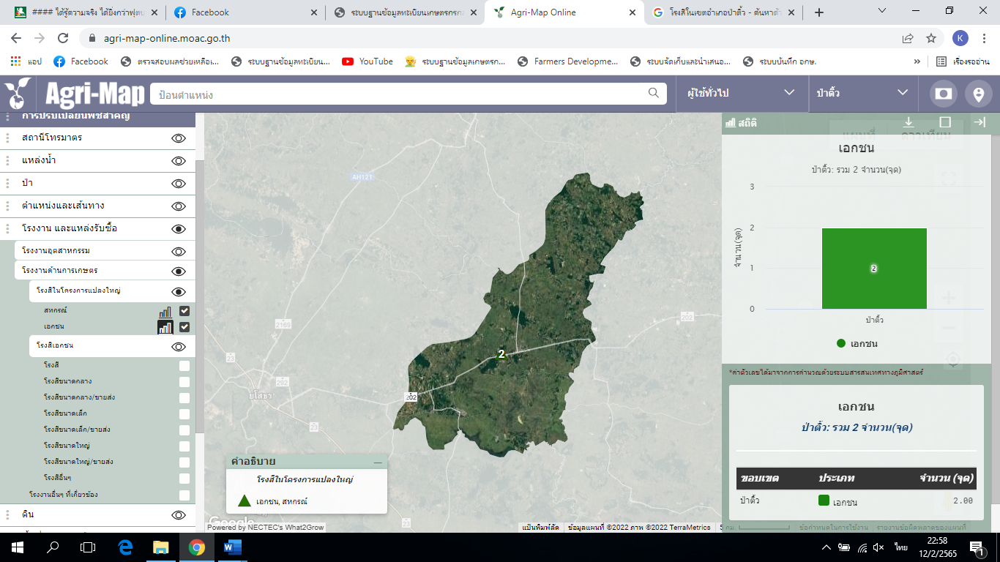 #### ได้รู้ความจริง ได้ยิ่งกว่าฟุตบ
Facebook
ระบบฐานข้อมูลทะเบียนเกษตรกรกล
Agri-Map Online
โรงสีในเขตอำเภอป่าติ้ว - ค้นหาด้ว
agri-map-online.moac.go.th
K
แอป
Facebook
ตรวจสอบผลช่วยเหลือเ...
ระบบฐานข้อมูลทะเบียน...
YouTube
ระบบฐานข้อมูลเกษตรก...
Farmers Developme...
ระบบจัดเก็บและนำเสนอ...
ระบบบันทึก อกษ.
»
เรื่องรออ่าน
Agri-Map
ป้อนตำแหน่ง
ผู้ใช้ทั่วไป
ป่าติ้ว
การปรับเปลี่ยนพืชสำคัญ
สถานีโทรมาตร
แหล่งน้ำ
ป่า
ตำแหน่งและเส้นทาง
โรงงาน และแหล่งรับซื้อ
โรงงานอุตสาหกรรม
โรงงานด้านการเกษตร
โรงสีในโครงการแปลงใหญ่
สหกรณ์
เอกชน
โรงสีเอกชน
โรงสี
โรงสีขนาดกลาง
โรงสีขนาดกลาง/ขายส่ง
โรงสีขนาดเล็ก
โรงสีขนาดเล็ก/ขายส่ง
โรงสีขนาดใหญ่
โรงสีขนาดใหญ่/ขายส่ง
โรงสีอื่นๆ
โรงงานอื่นๆ ที่เกี่ยวข้อง
ดิน
AH121
2169
202
23
292
ยโสธร
202
23
23
2
คำอธิบาย
โรงสีในโครงการแปลงใหญ่
เอกชน, สหกรณ์
Google
Powered by NECTEC's What2Grow
แป้นพิมพ์ลัด
ข้อมูลแผนที่ ©2022 ภาพ ©2022 TerraMetrics
5 กม.
ข้อกำหนดในการใช้งาน
รายงานข้อผิดพลาดของแผนที่
สถิติ
แผนที่
ดาวเทียม
เอกชน
ป่าติ้ว: รวม 2 จำนวน(จุด)
3
2
1
0
จำนวน(จุด)
2
ป่าติ้ว
เอกชน
*ค่าตัวเลขได้มาจากการคำนวณด้วยระบบสารสนเทศทางภูมิศาสตร์
เอกชน
ป่าติ้ว: รวม 2 จำนวน(จุด)
ขอบเขต ประเภท จำนวน (จุด)
ป่าติ้ว เอกชน 2.00
ไทย
22:58
12/2/2565
1